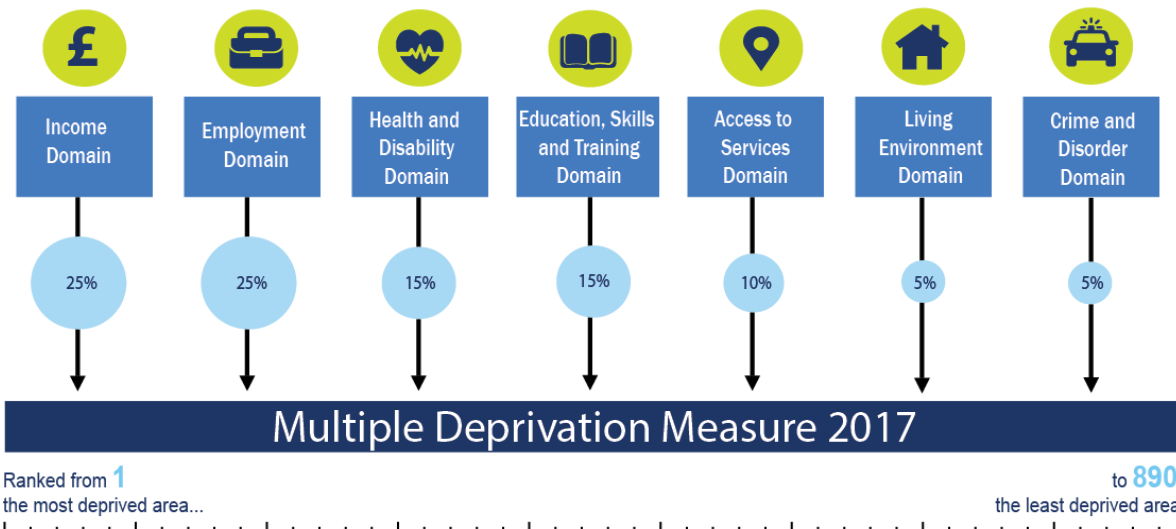 £
Income
Domain
Employment
Domain
Health and
Disability
Domain
Education, Skills
and Training
Domain
Access to
Services
Domain
Living
Environment
Domain
Crime and
Disorder
Domain
25%
25%
15%
15%
10%
5%
5%
Multiple Deprivation Measure 2017
Ranked from 1
the most deprived area...
to 890
the least deprived area